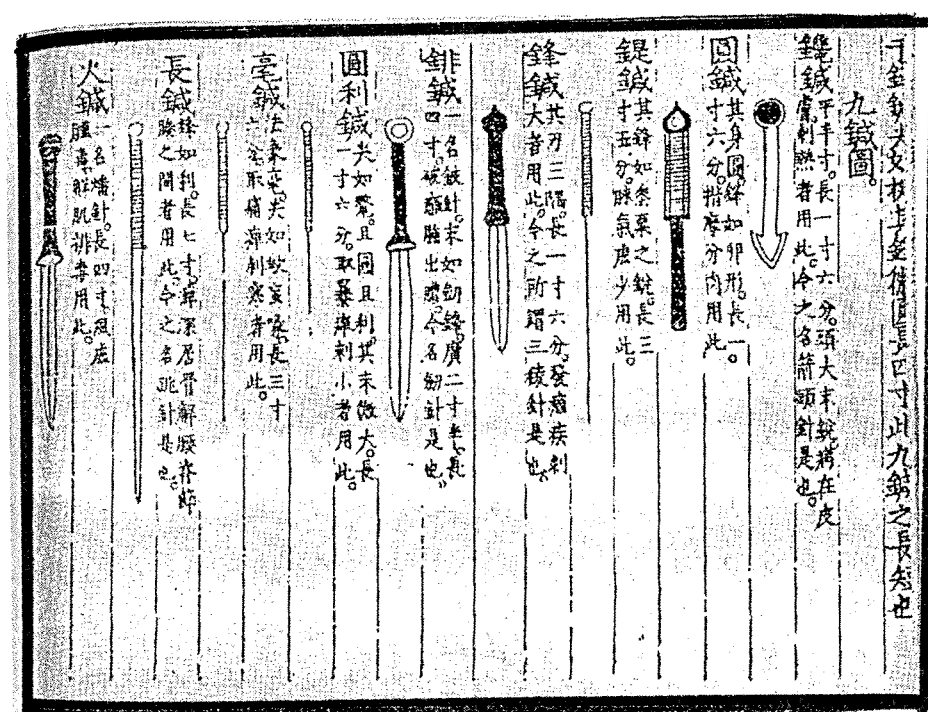 四寸此九鍼之長短也
九鍼圖。
鑱鍼
平半寸。長一寸六分。頭大末銳。病在皮
膚。刺熱者用此。今之名箭頭針是也。
圓鍼
其身圓。鋒如卵形。長一。
寸六分。揩摩分肉用此。
鍉鍼
其鋒如黍粟之銳。長三
寸五分。脉氣虛少用此。
鋒鍼
其刃三隅。長一寸六分。發痼疾刺
大者用此。今之所謂三稜針是也。
鍼
一名鈹針。末如劒鋒。廣二寸半。長
四寸。破癰腫出膿。今名劒針是也。
圓利鍼
尖如氂。且圓且利。其末微大。長
一寸六分。取暴痺刺小者用此。
毫鍼
法象毫。尖如蚊虻喙。長三寸
六分。取痛痺刺寒者用此。
長鍼
鋒如利。長七寸。痺深居骨解腰脊節
腠之間者用此。今之名跳針是也。
火鍼
一名燔針。長四寸。風虛
腫毒。解肌排毒用此。